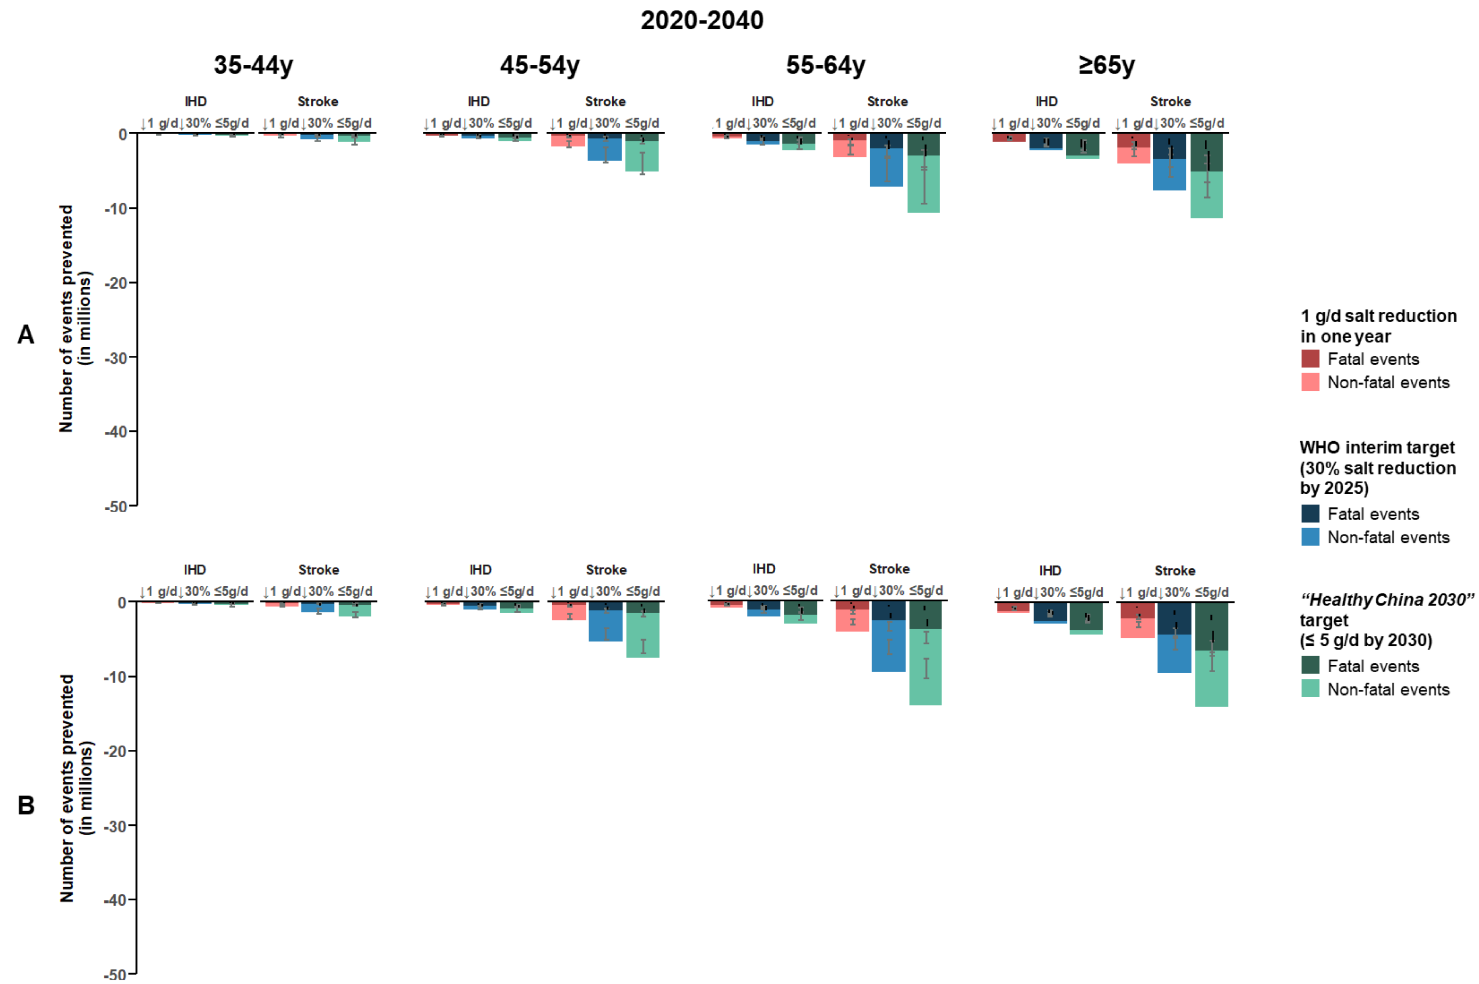 2020-2040
35-44y 45-54y 55-64y ≥65y
IHD Stroke IHD Stroke IHD Stroke IHD Stroke
↓1 g/d ↓30% ≤5g/d ↓1 g/d ↓30% ≤5g/d ↓1 g/d ↓30% ≤5g/d ↓1 g/d ↓30% ≤5g/d 1 g/d ↓30% ≤5g/d ↓1 g/d ↓30% ≤5g/d ↓1 g/d ↓30% ≤5g/d ↓1 g/d ↓30% ≤5g/d
A
Number of events prevented
(in millions)
0
-10
-20
-30
-40
-50
1 g/d salt reduction
in one year
Fatal events
Non-fatal events
WHO interim target
(30% salt reduction
by 2025)
Fatal events
Non-fatal events
“Healthy China 2030”
target
(≤ 5 g/d by 2030)
Fatal events
Non-fatal events
IHD Stroke IHD Stroke IHD Stroke IHD Stroke
↓1 g/d ↓30% ≤5g/d ↓1 g/d ↓30% ≤5g/d ↓1 g/d ↓30% ≤5g/d ↓1 g/d ↓30% ≤5g/d ↓1 g/d ↓30% ≤5g/d ↓1 g/d ↓30% ≤5g/d ↓1 g/d ↓30% ≤5g/d ↓1 g/d ↓30% ≤5g/d
B
Number of events prevented
(in millions)
0
-10
-20
-30
-40
-50